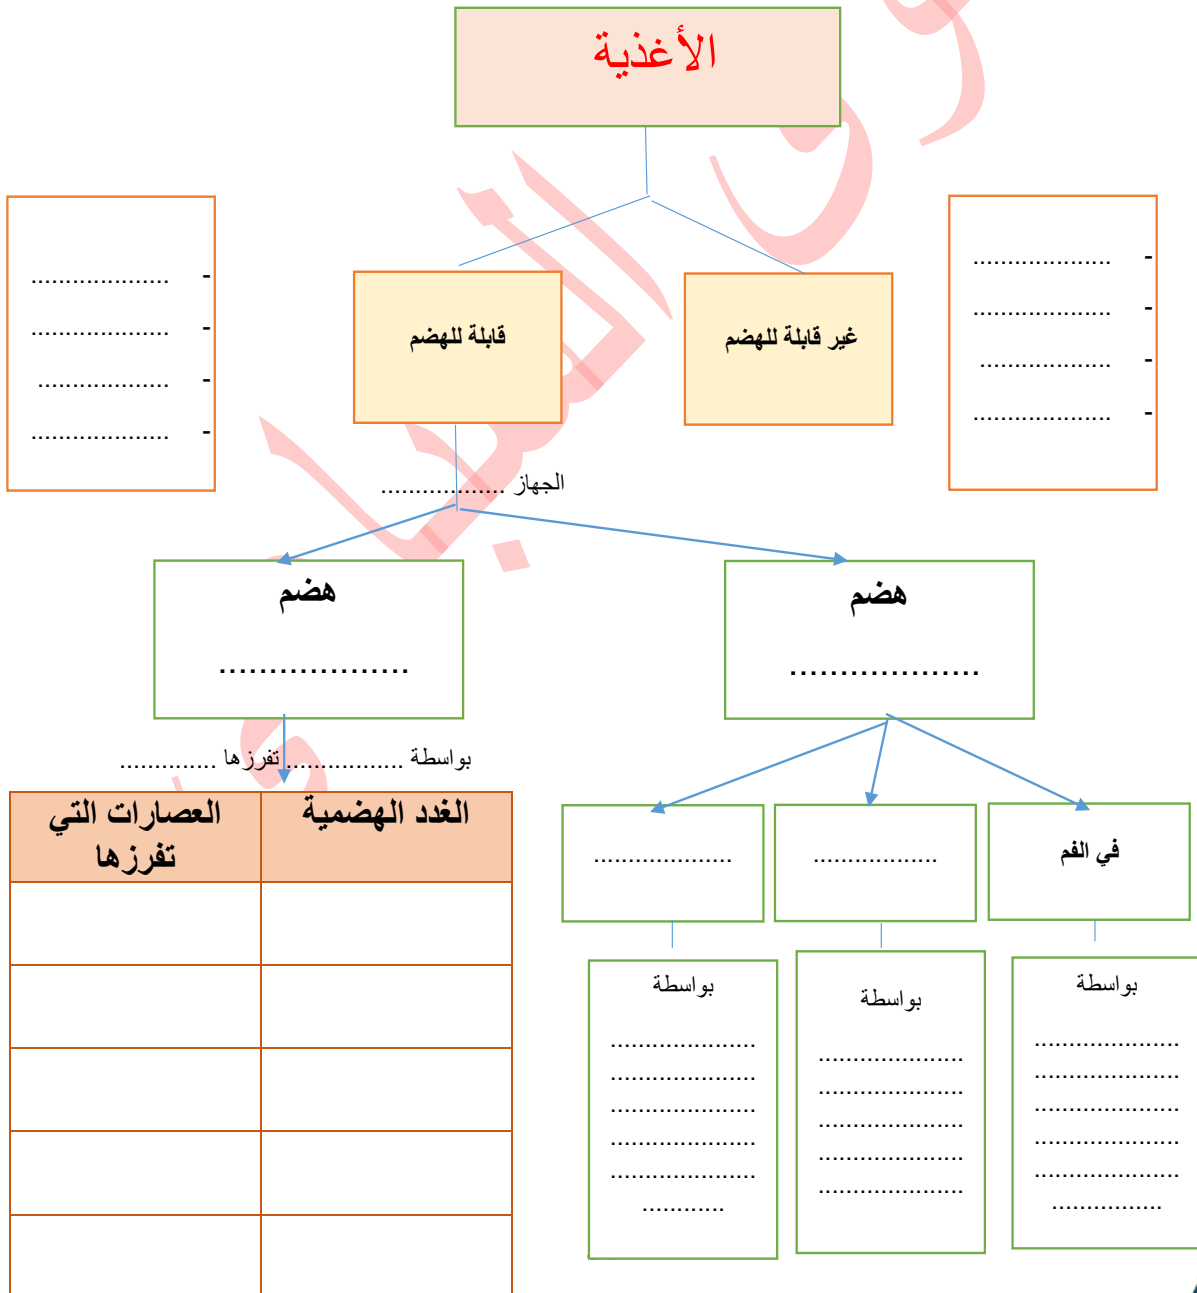 الأغذية
غير قابلة للهضم
قابلة للهضم
- ....................
- ....................
- ...................
- ....................
- ....................
- ....................
- ...................
- ....................
الجهاز ..................
هضم
...................
هضم
...................
بواسطة ................. تفرزها ..............
الغدد الهضمية
العصارات التي
تفرزها
في الفم
..................
....................
بواسطة
.....................
.....................
.....................
.....................
.....................
................
بواسطة
.....................
.....................
.....................
.....................
.....................
بواسطة
.....................
.....................
.....................
.....................
.....................
............